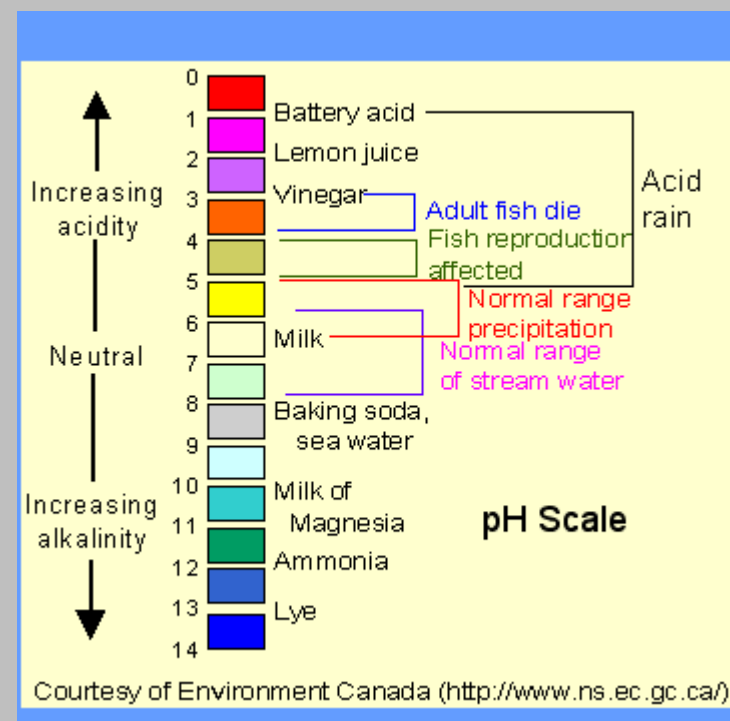 0
1
2
3
4
5
6
7
8
9
10
11
12
13
14
Increasing
acidity
Neutral
Increasing
alkalinity
Battery acid
Lemon juice
Vinegar
Milk
Baking soda,
sea water
Milk of
Magnesia
Ammonia
Lye
Adult fish die
Fish reproduction
affected
Normal range
precipitation
Normal range
of stream water
Acid
rain
pH Scale
Courtesy of Environment Canada (http://www.ns.ec.gc.ca/)